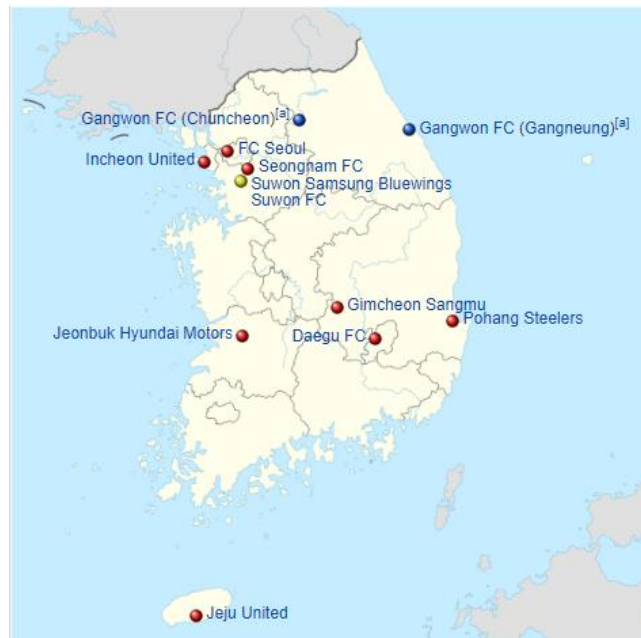 Gangwon FC (Chuncheon)[a]
Gangwon FC (Gangneung)[a]
FC Seoul
Incheon United
Seongnam FC
Suwon Samsung Bluewings
Suwon FC
Gimcheon Sangmu
Pohang Steelers
Jeonbuk Hyundai Motors
Daegu FC
Jeju United